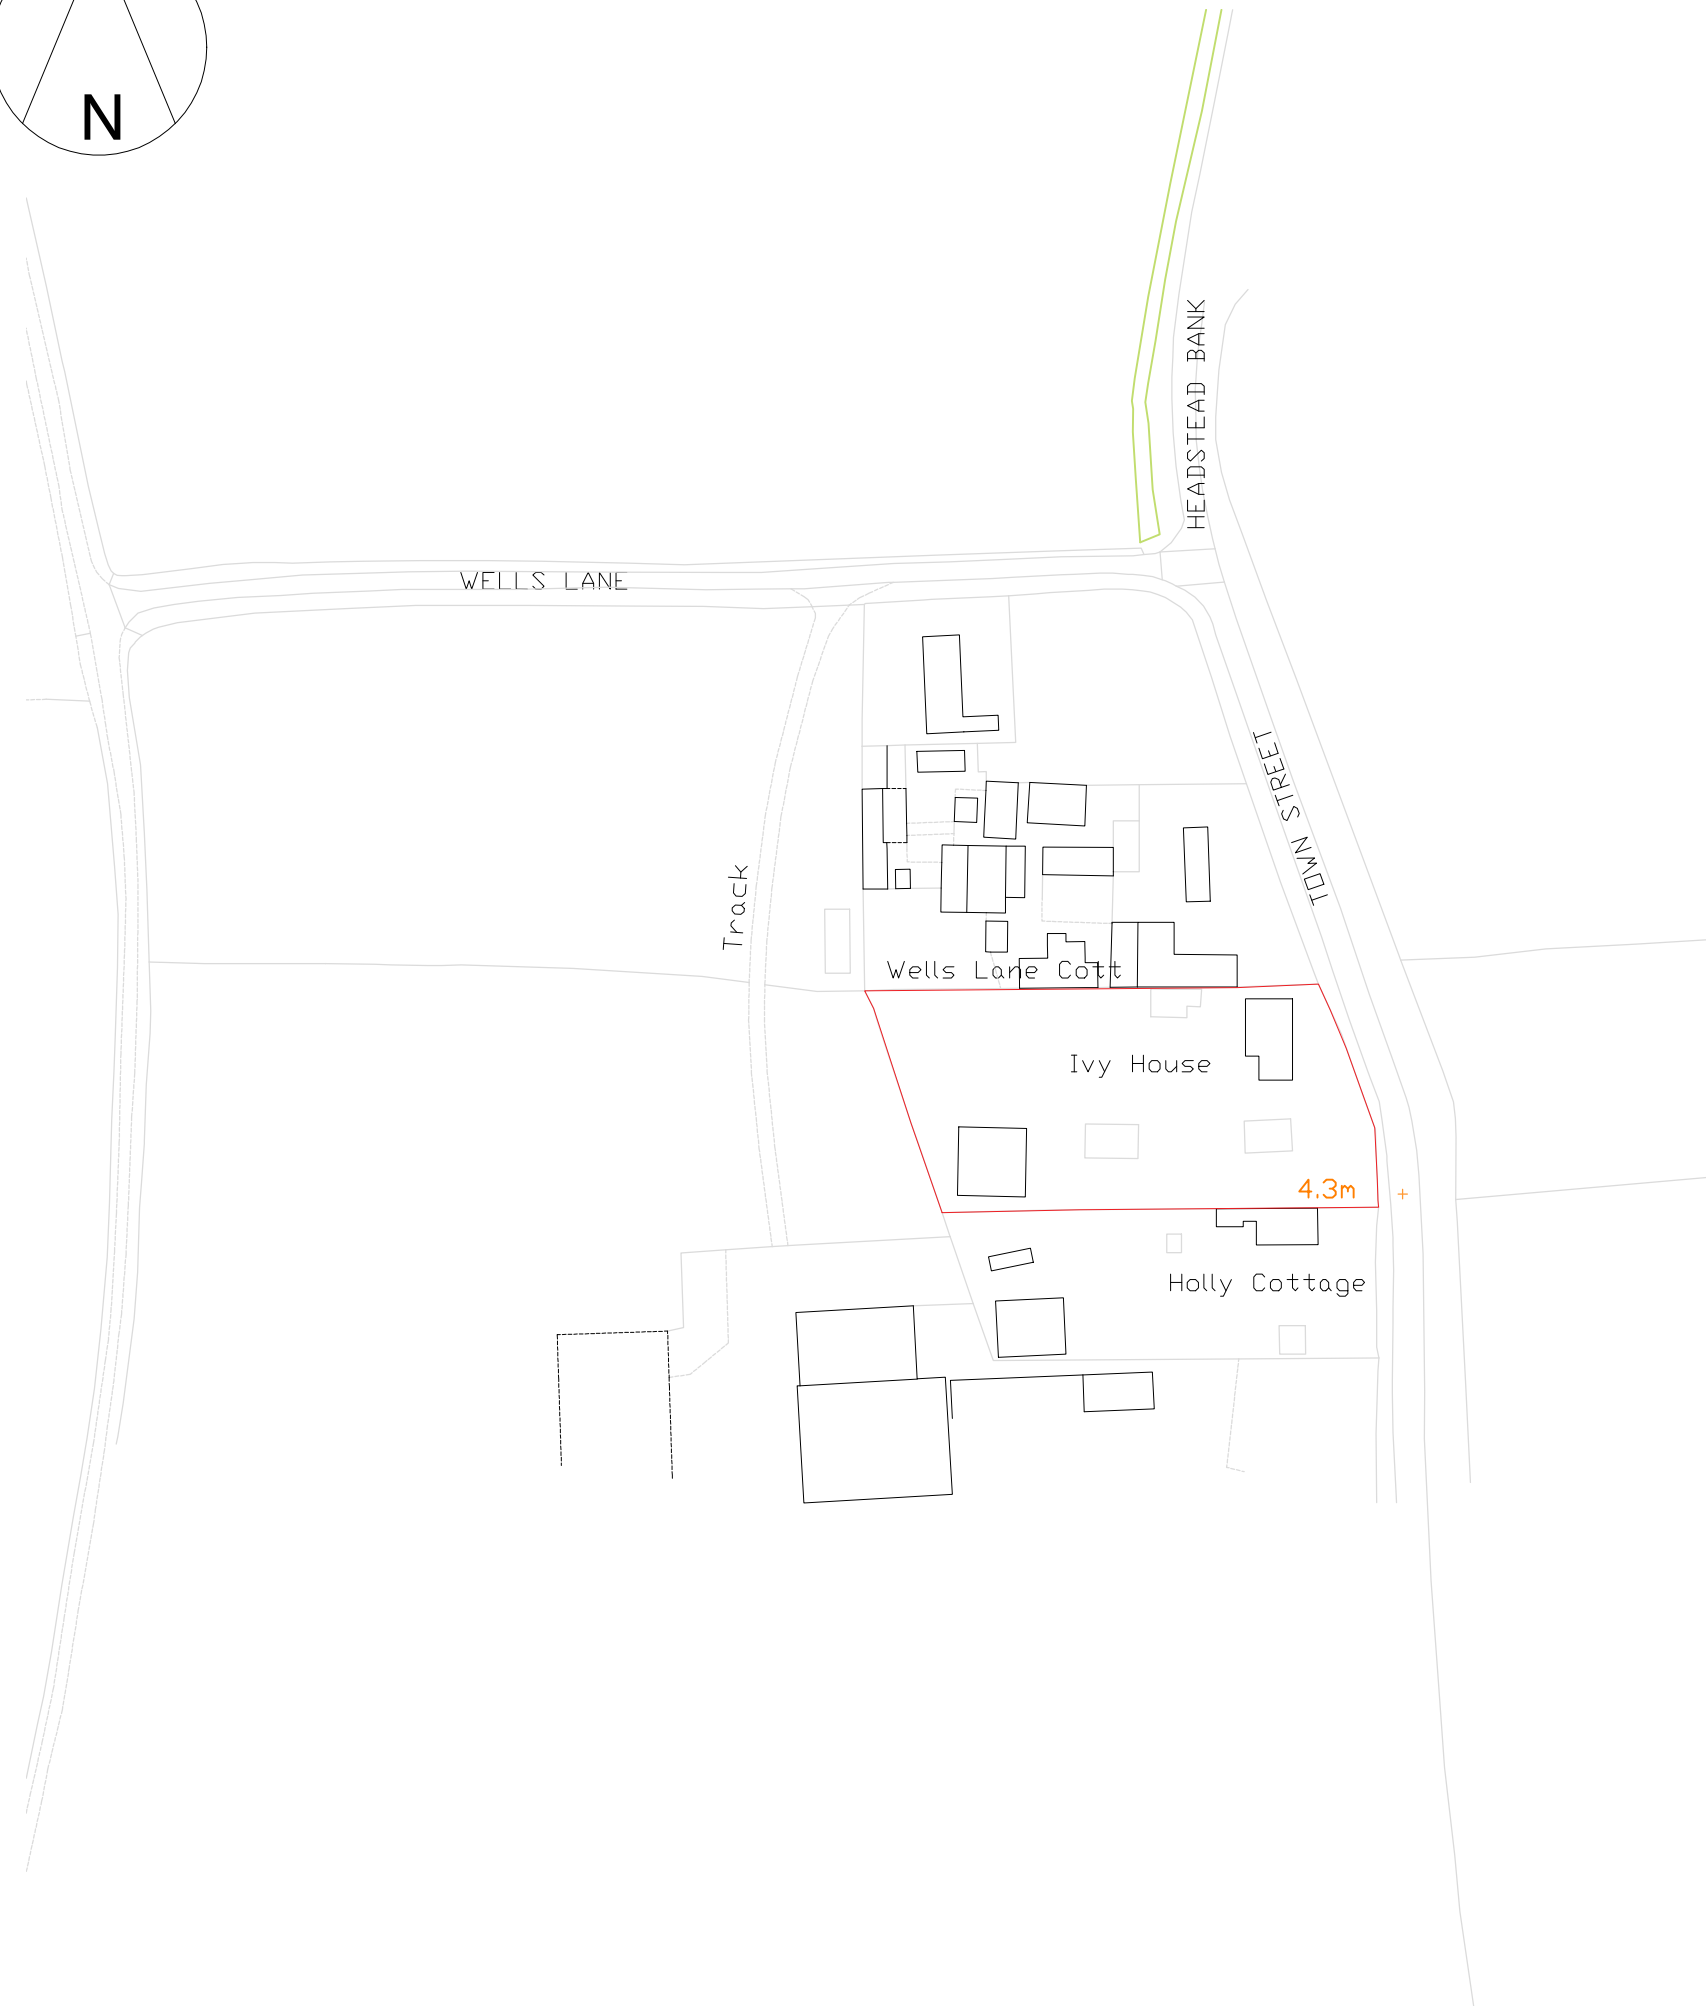 N
HEADSTEAD BANK
WELLS LANE
TOWN STREET
Track
Wells Lane Cott
Ivy House
4.3m
Holly Cottage